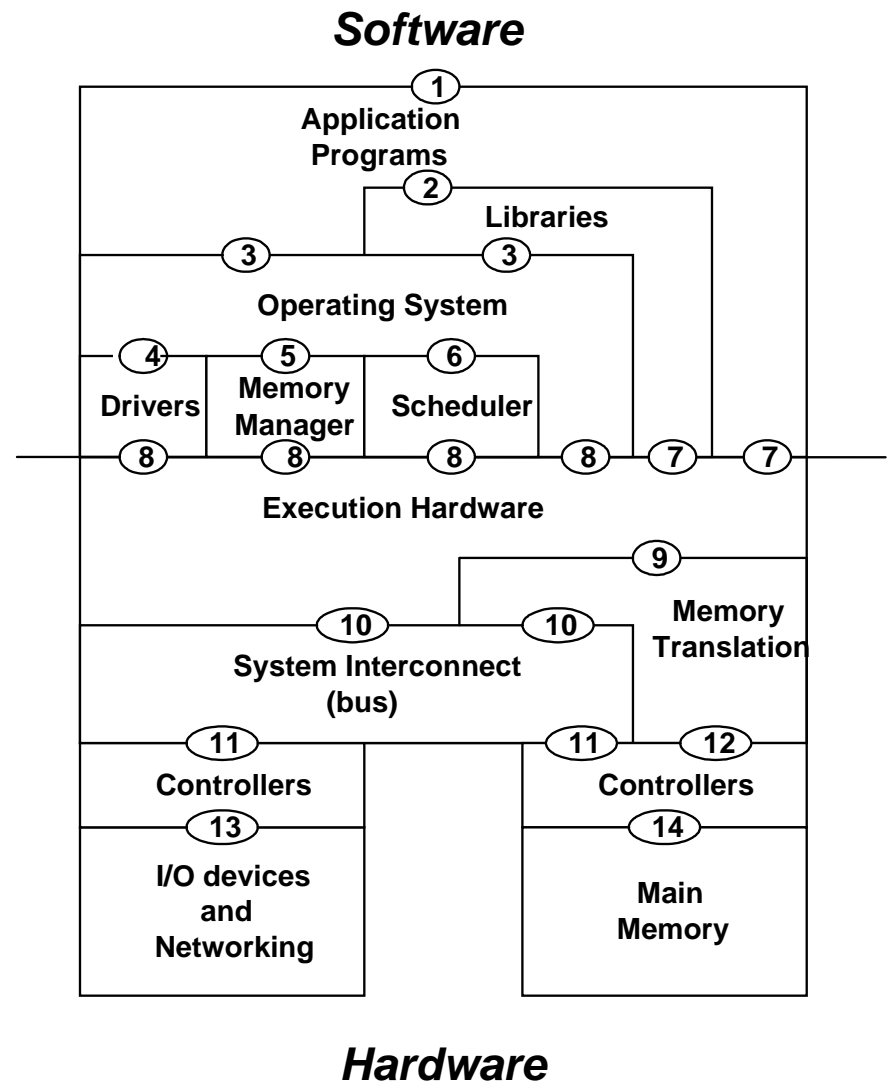 Software
1
Application
Programs
2
Libraries
3 3
Operating System
4 5 6
Drivers Memory Manager Scheduler
8 8 8 8 7 7
Execution Hardware
9
Memory
Translation
10 10
System Interconnect
(bus)
11 11 12
Controllers Controllers
13 14
I/O devices
and
Networking
Main
Memory
Hardware